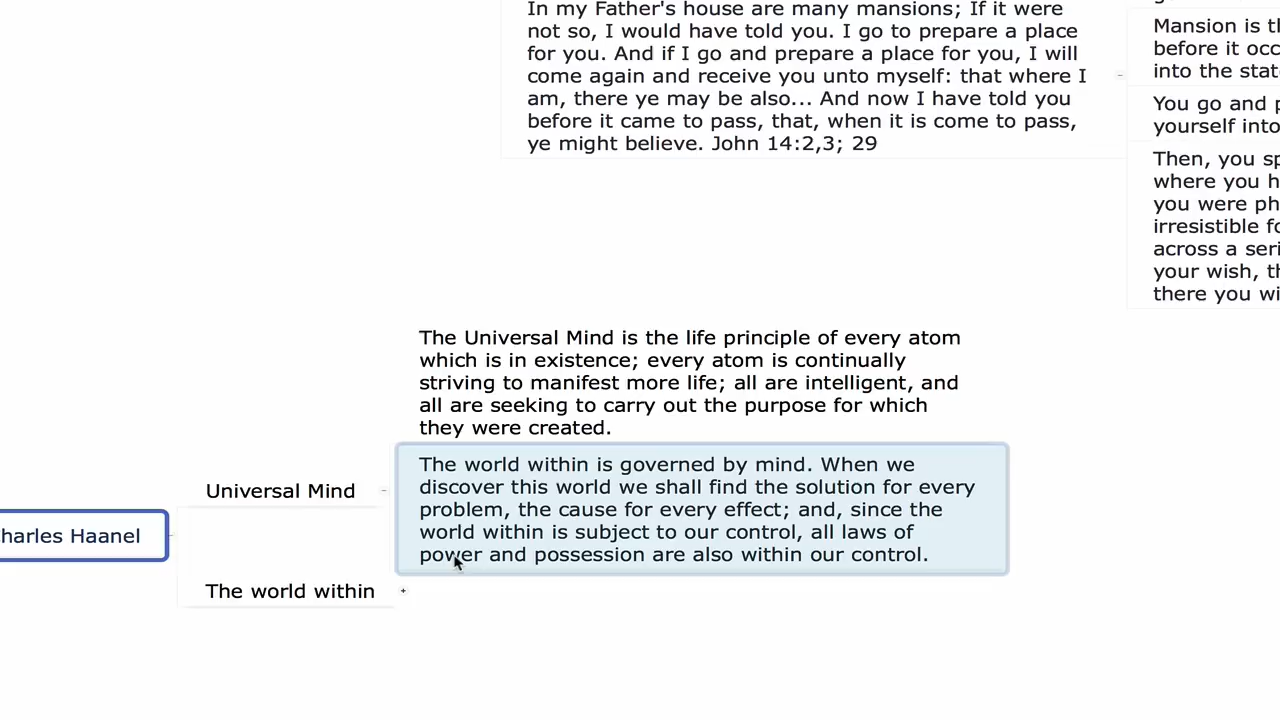 In my Father's house are many mansions; If it were
not so, I would have told you. I go to prepare a place
for you. And if I go and prepare a place for you, I will
come again and receive you unto myself: that where I
am, there ye may be also... And now I have told you
before it came to pass, that, when it is come to pass,
ye might believe. John 14:2,3; 29
Mansion is
before it
into the
You go and
yourself into
Then, you
where you
you were
irresistible
across a
your wish,
there you
The Universal Mind is the life principle of every atom
which is in existence; every atom is continually
striving to manifest more life; all are intelligent, and
all are seeking to carry out the purpose for which
they were created.
The world within is governed by mind. When we
discover this world we shall find the solution for every
problem, the cause for every effect; and, since the
world within is subject to our control, all laws of
power and possession are also within our control.
Universal Mind
harles Haanel
The world within